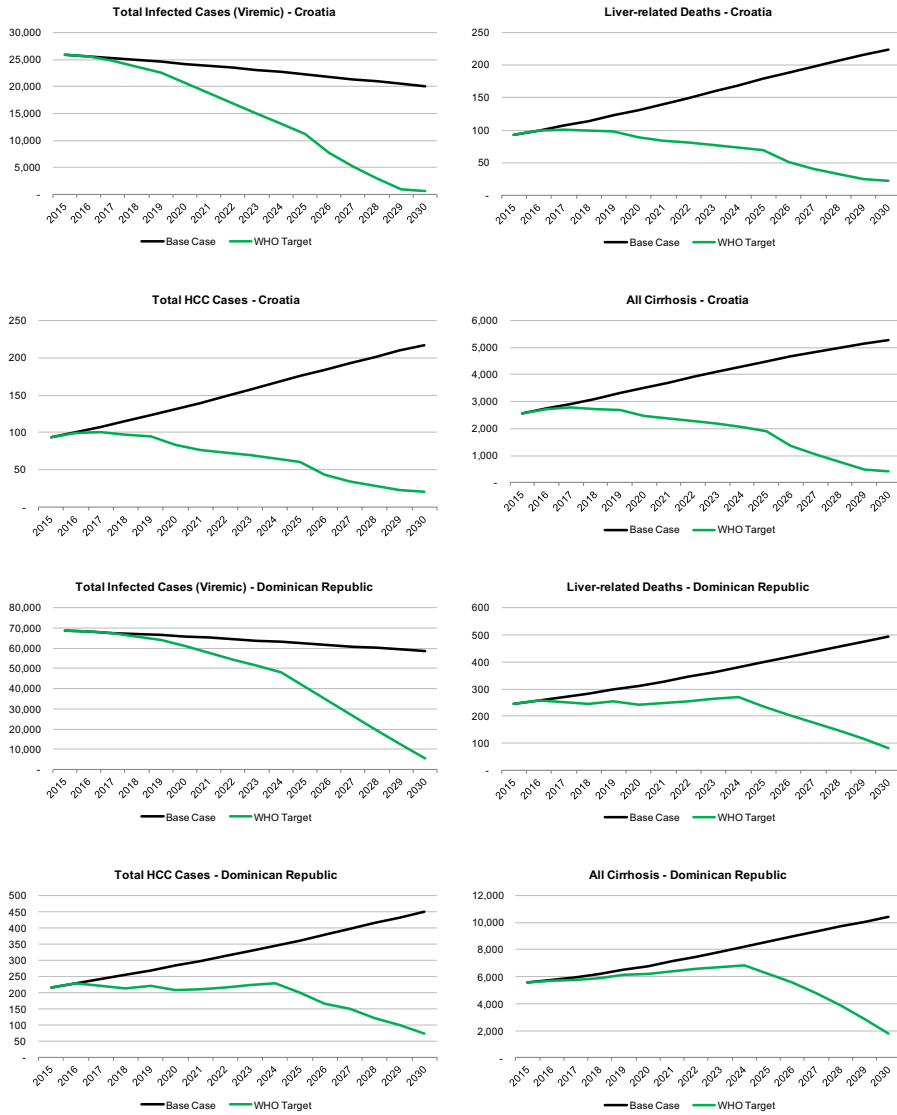 Total Infected Cases (Viremic) - Croatia
30,000
25,000
20,000
15,000
10,000
5,000
-
2015 2016 2017 2018 2019 2020 2021 2022 2023 2024 2025 2026 2027 2028 2029 2030
Base Case WHO Target
Liver-related Deaths - Croatia
250
200
150
100
50
-
2015 2016 2017 2018 2019 2020 2021 2022 2023 2024 2025 2026 2027 2028 2029 2030
Base Case WHO Target
Total HCC Cases - Croatia
250
200
150
100
50
-
2015 2016 2017 2018 2019 2020 2021 2022 2023 2024 2025 2026 2027 2028 2029 2030
Base Case WHO Target
All Cirrhosis - Croatia
6,000
5,000
4,000
3,000
2,000
1,000
-
2015 2016 2017 2018 2019 2020 2021 2022 2023 2024 2025 2026 2027 2028 2029 2030
Base Case WHO Target
Total Infected Cases (Viremic) - Dominican Republic
80,000
70,000
60,000
50,000
40,000
30,000
20,000
10,000
-
2015 2016 2017 2018 2019 2020 2021 2022 2023 2024 2025 2026 2027 2028 2029 2030
Base Case WHO Target
Liver-related Deaths - Dominican Republic
600
500
400
300
200
100
-
2015 2016 2017 2018 2019 2020 2021 2022 2023 2024 2025 2026 2027 2028 2029 2030
Base Case WHO Target
Total HCC Cases - Dominican Republic
500
450
400
350
300
250
200
150
100
50
-
2015 2016 2017 2018 2019 2020 2021 2022 2023 2024 2025 2026 2027 2028 2029 2030
Base Case WHO Target
All Cirrhosis - Dominican Republic
12,000
10,000
8,000
6,000
4,000
2,000
-
2015 2016 2017 2018 2019 2020 2021 2022 2023 2024 2025 2026 2027 2028 2029 2030
Base Case WHO Target